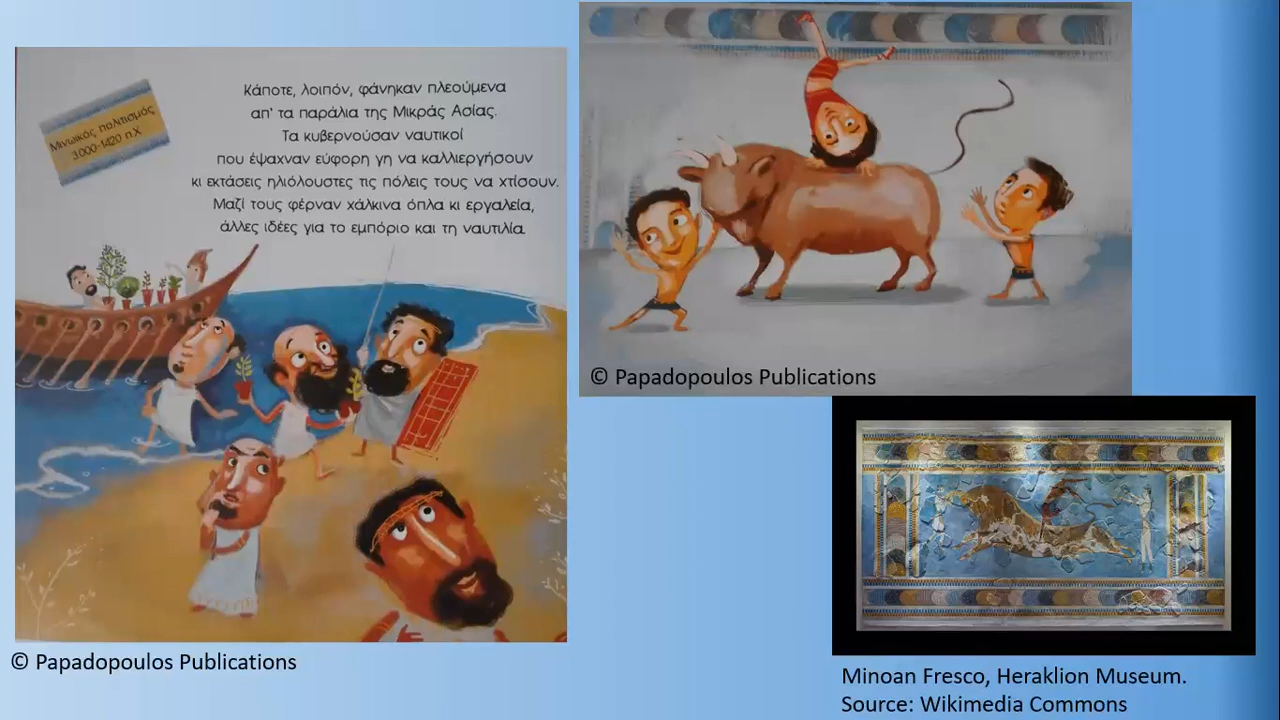 Μινωικός πολιτισμός
3.000-1420 π.Χ
Κάποτε, λοιπόν, φάνηκαν πλεούμενα
απ' τα παράλια της Μικράς Ασίας.
Τα κυβερνούσαν ναυτικοί
που έψαχναν εύφορη γη να καλλιεργήσουν
κι εκτάσεις ηλιόλουστες τις πόλεις τους να χτίσουν.
Μαζί τους φέρναν χάλκινα όπλα κι εργαλεία,
άλλες ιδέες για το εμπόριο και τη ναυτιλία.
© Papadopoulos Publications
© Papadopoulos Publications
Minoan Fresco, Heraklion Museum.
Source: Wikimedia Commons